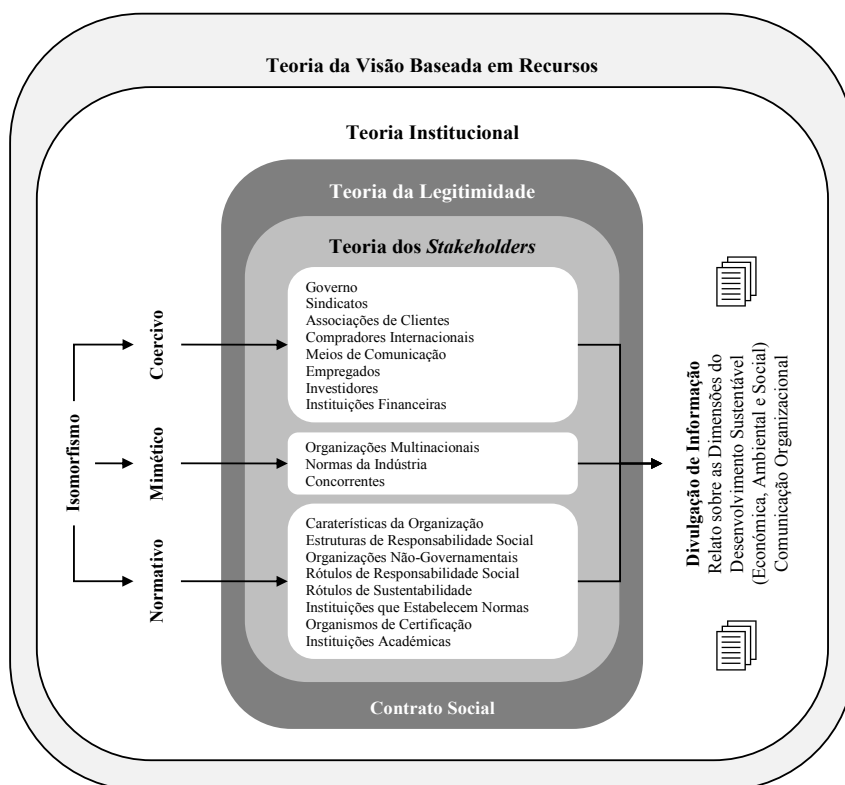 Teoria da Visão Baseada em Recursos
Teoria Institucional
Teoria da Legitimidade
Teoria dos Stakeholders
Isomorfismo
Coercivo
Governo
Sindicatos
Associações de Clientes
Compradores Internacionais
Meios de Comunicação
Empregados
Investidores
Instituições Financeiras
Mimético
Organizações Multinacionais
Normas da Indústria
Concorrentes
Normativo
Caraterísticas da Organização
Estruturas de Responsabilidade Social
Organizações Não-Governamentais
Rótulos de Responsabilidade Social
Rótulos de Sustentabilidade
Instituições que Estabelecem Normas
Organismos de Certificação
Instituições Académicas
Contrato Social
Divulgação de Informação
Relato sobre as Dimensões do
Desenvolvimento Sustentável
(Económica, Ambiental e Social)
Comunicação Organizacional